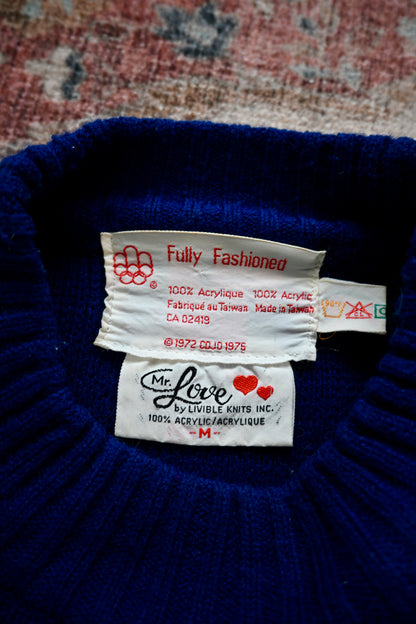 Fully Fashioned
®
100% Acrylique 100% Acrylic
Fabriqué au Taiwan Made in Taiwan
CA 02419
© 1972 COJO 1975
Mr. Love
by LIVIBLE KNITS INC.
100% ACRYLIC/ACRYLIQUE
-M-